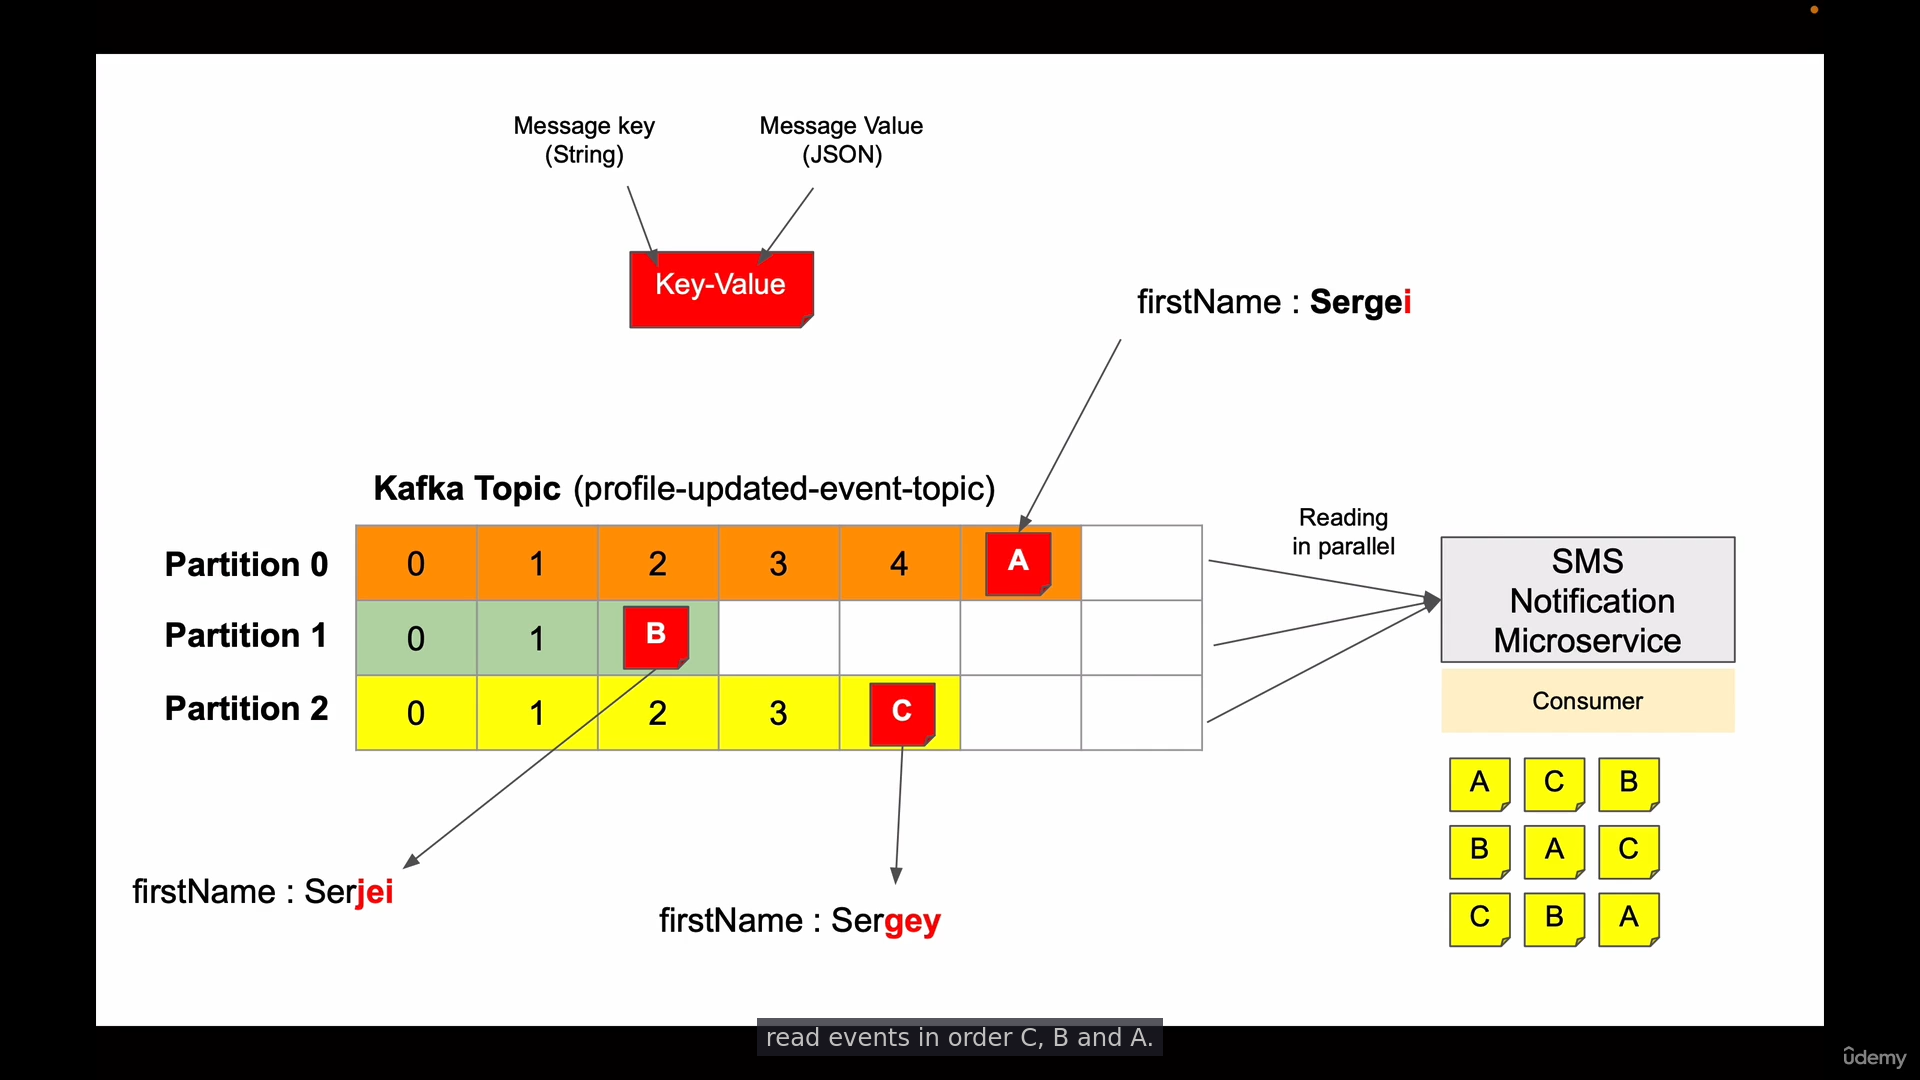 Message key
(String)
Message Value
(JSON)
Key-Value
firstName : Sergei
Kafka Topic (profile-updated-event-topic)
Partition 0
0 1 2 3 4 A
Partition 1
0 1 B
Partition 2
0 1 2 3 C
Reading
in parallel
SMS
Notification
Microservice
Consumer
A C B
B A C
C B A
firstName : Serjei
firstName : Sergey
read events in order C, B and A.
ûdemy